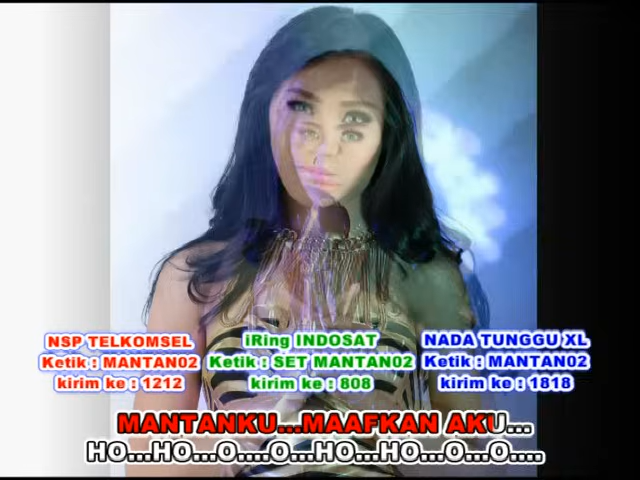 NSP TELKOMSEL
Ketik : MANTAN02
kirim ke : 1212
iRing INDOSAT
Ketik : SET MANTAN02
kirim ke : 808
NADA TUNGGU XL
Ketik : MANTAN02
kirim ke : 1818
MANTANKU...MAAFKAN AKU...
HO...HO...O....O...HO...HO...O...O....